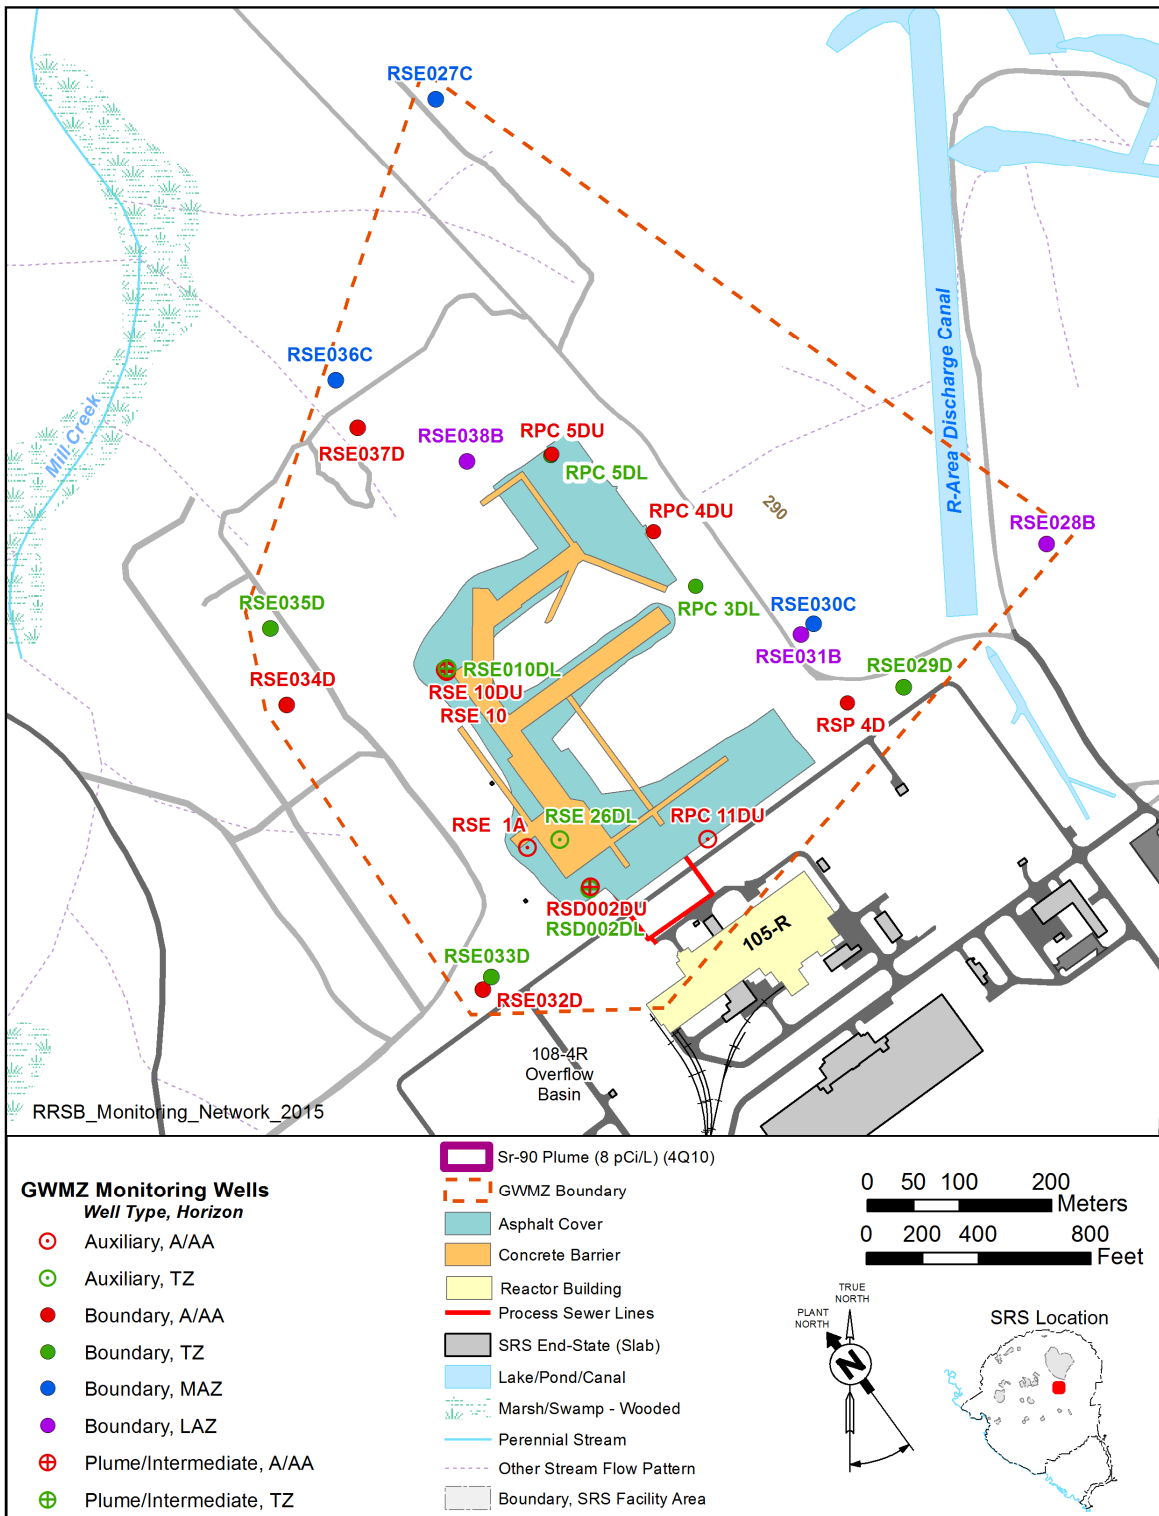 RSE027C
RSE036C
RSE037D
RSE038B
RPC 5DU
RPC 5DL
RPC 4DU
290
R-Area Discharge Canal
Mill Creek
RSE028B
RPC 3DL
RSE030C
RSE031B
RSE035D
RSE029D
RSE010DL
RSE 10DU
RSE 10
RSE034D
RSP 4D
RSE 1A
RSE 26DL
RPC 11DU
RSD002DU
RSD002DL
105-R
RSE033D
RSE032D
108-4R
Overflow
Basin
RRSB_Monitoring_Network_2015
GWMZ Monitoring Wells
Well Type, Horizon
Auxiliary, A/AA
Auxiliary, TZ
Boundary, A/AA
Boundary, TZ
Boundary, MAZ
Boundary, LAZ
Plume/Intermediate, A/AA
Plume/Intermediate, TZ
Sr-90 Plume (8 pCi/L) (4Q10)
GWMZ Boundary
Asphalt Cover
Concrete Barrier
Reactor Building
Process Sewer Lines
SRS End-State (Slab)
Lake/Pond/Canal
Marsh/Swamp - Wooded
Perennial Stream
Other Stream Flow Pattern
Boundary, SRS Facility Area
0 50 100 200
Meters
0 200 400 800
Feet
TRUE
NORTH
PLANT
NORTH
N
SRS Location